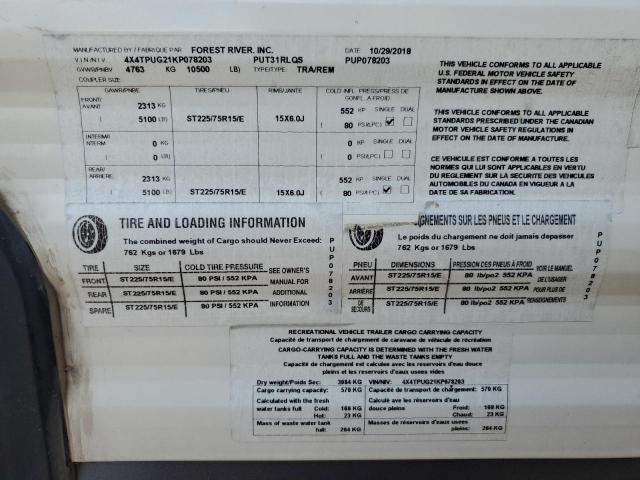 MANUFACTURED BY / FABRIQUE PAR FOREST RIVER, INC. DATE 10/29/2018
V.I.N/N.I.V 4X4TPUG21KP078203 PUT31RLQS PUP078203
GVWR/PNBV 4763 KG 10500 LB) TYPE/TYPE: TRA/REM
COUPLER SIZE
GAWR/PNBE TIRES/PNEU RIMS/JANTE COLD INFL PRESS/PRESS DE GONFL A FROID
FRONT/ AVANT 2313 KG 552 KPA SINGLE DUAL
( 5100 LB) ST225/75R15/E 15X6.0J ( 80 PSI/LPC)
INTERIM/ INTERM 0 KG 0 KP SINGLE DUAL
( 0 LB) ( 0 PSI/LPC)
REAR/ ARRIERE 2313 KG 552 KPA SINGLE DUAL
( 5100 LB) ST225/75R15/E 15X6.0J ( 80 PSI/LPC)
THIS VEHICLE CONFORMS TO ALL APPLICABLE
U.S. FEDERAL MOTOR VEHICLE SAFETY
STANDARDS IN EFFECT ON THE DATE OF
MANUFACTURE SHOWN ABOVE.
THIS VEHICLE CONFORMS TO ALL APPLICABLE
STANDARDS PRESCRIBED UNDER THE CANADIAN
MOTOR VEHICLE SAFETY REGULATIONS IN
EFFECT ON THE DATE OF MANUFACTURE.
CE VEHICULE EST CONFORME A TOUTES LES
NORMES QUI LUI SONT APPLICABLES EN VERTU
DU REGLEMENT SUR LA SECURITE DES VEHICULES
AUTOMOBILES DU CANADA EN VIGUEUR A LA
DATE DE SA FABRICATION.
TIRE AND LOADING INFORMATION
The combined weight of Cargo should Never Exceed:
762 Kgs or 1679 Lbs
TIRE SIZE COLD TIRE PRESSURE SEE OWNER'S MANUAL FOR ADDITIONAL INFORMATION
FRONT ST225/75R15/E 80 PSI / 552 KPA
REAR ST225/75R15/E 80 PSI / 552 KPA
SPARE ST225/75R15/E 80 PSI / 552 KPA
PUP078203
IGNEMENTS SUR LES PNEUS ET LE CHARGEMENT
Le poids du chargement ne doit jamais depasser
762 Kgs or 1679 Lbs
PNEU DIMENSIONS PRESSION DES PNEUS À FROID VOIR LE MANUEL DE L'USAGER POUR PLUS DE RENSEIGNEMENTS
AVANT ST225/75R15/E 80 lb/po2 552 KPA
ARRIÈRE ST225/75R15/E 80 lb/po2 552 KPA
DE SECOURS ST225/75R15/E 80 lb/po2 552 KPA
PUP078203
RECREATIONAL VEHICLE TRAILER CARGO CARRYING CAPACITY
Capacité de transport de chargement de caravane de véhicule de récréation
CARGO-CARRYING CAPACITY IS DETERMINED WITH THE FRESH WATER
TANKS FULL AND THE WASTE TANKS EMPTY
Capacité de chargement est calculée avec les réservoirs d'eau douce
pleins et les réservoirs d'eaux usées vides
Dry weight/Poids Sec: 3984 KG VIN/NIV: 4X4TPUG21KP078203
Cargo carrying capacity: 570 KG Capacité de transport de chargement: 570 KG
Calculated with the fresh Calculé ave les réservoirs d'eau
water tanks full: Cold: 169 KG douce pleins: Froid: 169 KG
Hot: 23 KG Chaud: 23 KG
Mass of waste water tank full: 264 KG Masses de réservoirs d'eaux usées pleins: 264 KG